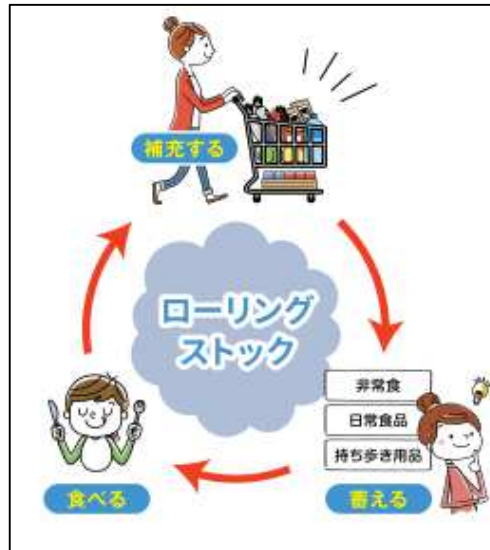 補充する
ローリング
ストック
非常食
日常食品
持ち歩き用品
食べる
蓄える